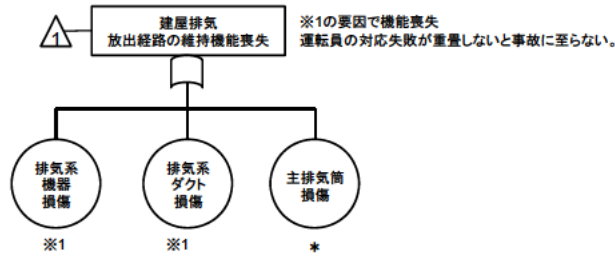 建屋排気
放出経路の維持機能喪失
※1の要因で機能喪失
運転員の対応失敗が重畳しないと事故に至らない。
1
排気系
機器
損傷
排気系
ダクト
損傷
主排気筒
損傷
※1
※1
*